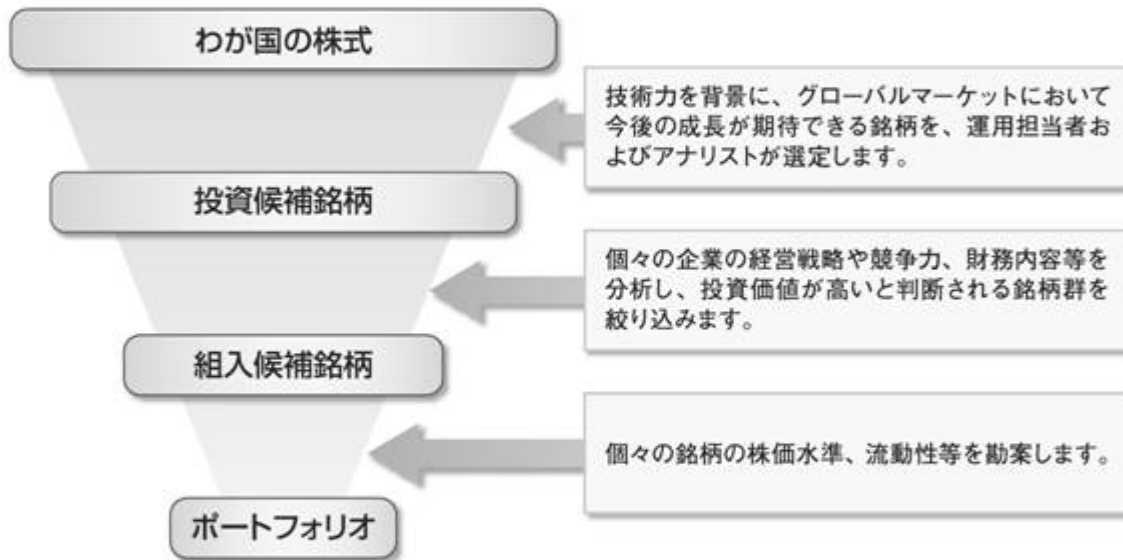 わが国の株式
技術力を背景に、グローバルマーケットにおいて
今後の成長が期待できる銘柄を、運用担当者お
よびアナリストが選定します。
投資候補銘柄
個々の企業の経営戦略や競争力、財務内容等を
分析し、投資価値が高いと判断される銘柄群を
絞り込みます。
組入候補銘柄
個々の銘柄の株価水準、流動性等を勘案します。
ポートフォリオ